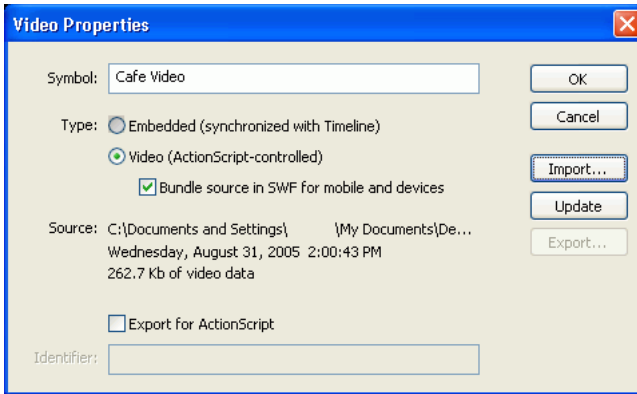 Video Properties
Symbol: Cafe Video
OK
Cancel
Type: Embedded (synchronized with Timeline)
Video (ActionScript-controlled)
Import...
Bundle source in SWF for mobile and devices
Update
Source: C:\Documents and Settings\ \My Documents\De...
Export...
Wednesday, August 31, 2005 2:00:43 PM
262.7 Kb of video data
Export for ActionScript
Identifier: